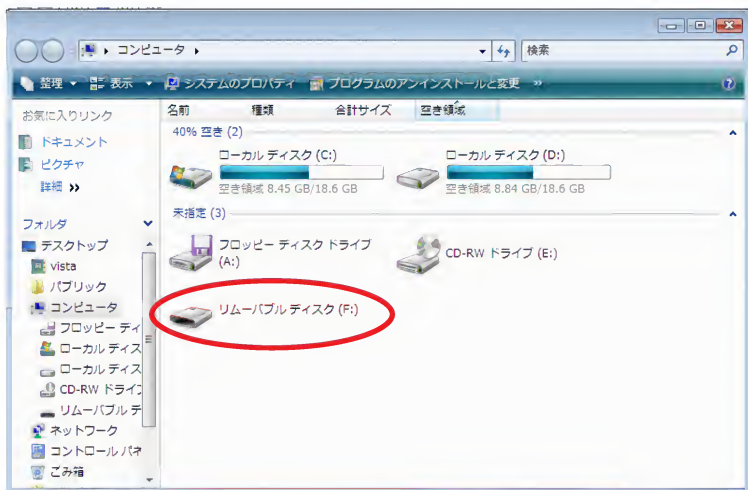 コンピュータ
検索
整理 表示 システムのプロパティ プログラムのアンインストールと変更 »
お気に入りリンク
ドキュメント
ピクチャ
詳細 »
フォルダ
デスクトップ
vista
パブリック
コンピュータ
フロッピー ディ
ローカル ディス
ローカル ディス
CD-RW ドライブ
リムーバブル デ
ネットワーク
コントロール パネ
ごみ箱
名前 種類 合計サイズ 空き領域
40% 空き (2)
ローカル ディスク (C:)
空き領域 8.45 GB/18.6 GB
ローカル ディスク (D:)
空き領域 8.84 GB/18.6 GB
未指定 (3)
フロッピー ディスク ドライブ
(A:)
CD-RW ドライブ (E:)
リムーバブル ディスク (F:)